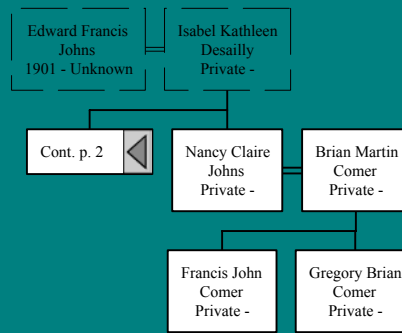 Edward Francis
Johns
1901 - Unknown
Isabel Kathleen
Desailly
Private -
Cont. p. 2
Nancy Claire
Johns
Private -
Brian Martin
Comer
Private -
Francis John
Comer
Private -
Gregory Brian
Comer
Private -